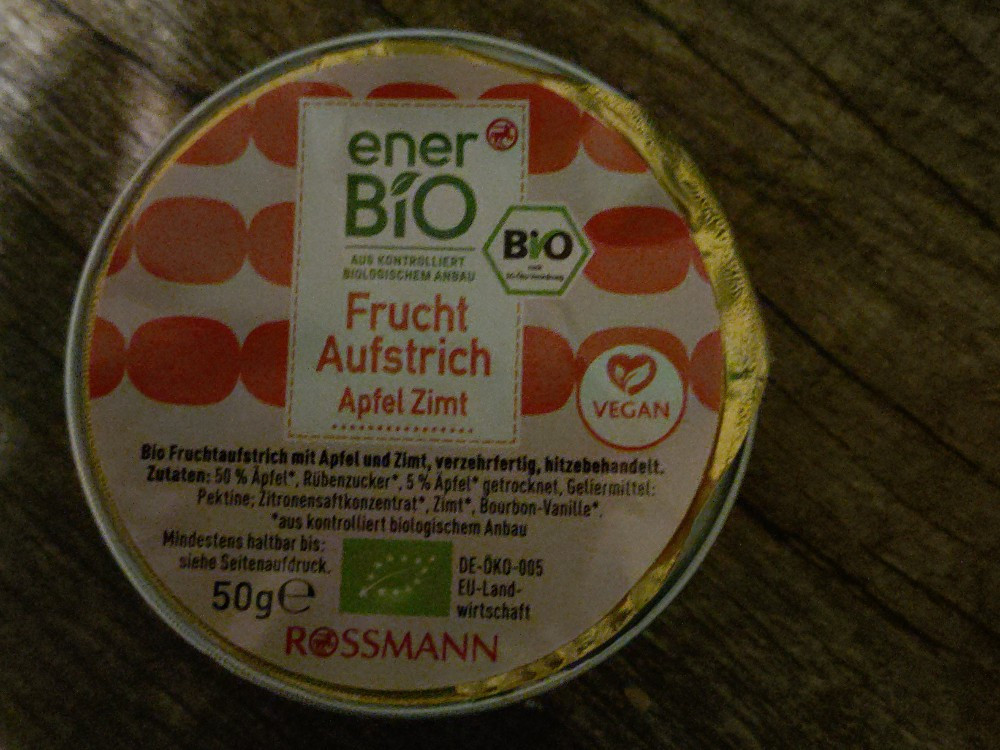 ener
BiO
AUS KONTROLLIERT
BIOLOGISCHEM ANBAU
BiO
Frucht
Aufstrich
Apfel Zimt
VEGAN
Bio Fruchtaufstrich mit Apfel und Zimt, verzehrfertig, hitzebehandelt.
Zutaten: 50 % Äpfel*, Rübenzucker*, 5 % Äpfel* getrocknet, Geliermittel:
Pektine; Zitronensaftkonzentrat*, Zimt*, Bourbon-Vanille*.
*aus kontrolliert biologischem Anbau
Mindestens haltbar bis:
siehe Seitenaufdruck.
50g e
DE-ÖKO-005
EU-Land-
wirtschaft
ROSSMANN